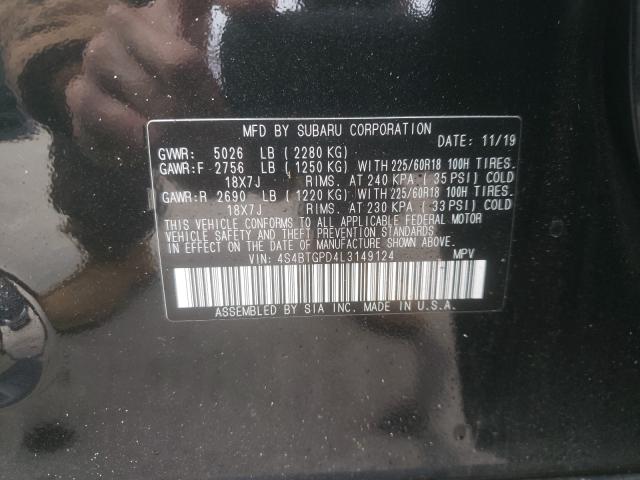 MFD BY SUBARU CORPORATION
DATE: 11/19
GVWR: 5026 LB (2280 KG)
GAWR:F 2756 LB (1250 KG) WITH 225/60R18 100H TIRES.
18X7J RIMS. AT 240 KPA (35 PSI) COLD
GAWR:R 2690 LB (1220 KG) WITH 225/60R18 100H TIRES.
18X7J RIMS. AT 230 KPA (33 PSI) COLD
THIS VEHICLE CONFORMS TO ALL APPLICABLE FEDERAL MOTOR
VEHICLE SAFETY AND THEFT PREVENTION STANDARDS
IN EFFECT ON THE DATE OF MANUFACTURE SHOWN ABOVE.
VIN: 4S4BTGPD4L3149124 MPV
ASSEMBLED BY SIA INC. MADE IN U.S.A.